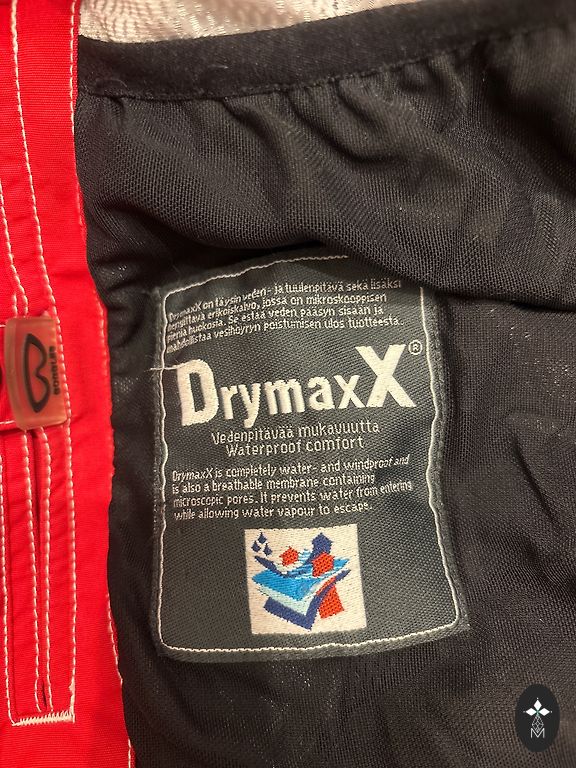 DrymaxX on täysin veden- ja tuulenpitävä sekä lisäksi
hengittävä erikoiskalvo, jossa on mikroskooppisen
pieniä huokosia. Se estää veden pääsyn sisään ja
mahdollistaa vesihöyryn poistumisen ulos tuotteesta.
DrymaxX®
Vedenpitävää mukavuutta
Waterproof comfort
DrymaxX is completely water- and windproof and
is also a breathable membrane containing
microscopic pores. It prevents water from entering
while allowing water vapour to escape.
BOGGLES
M